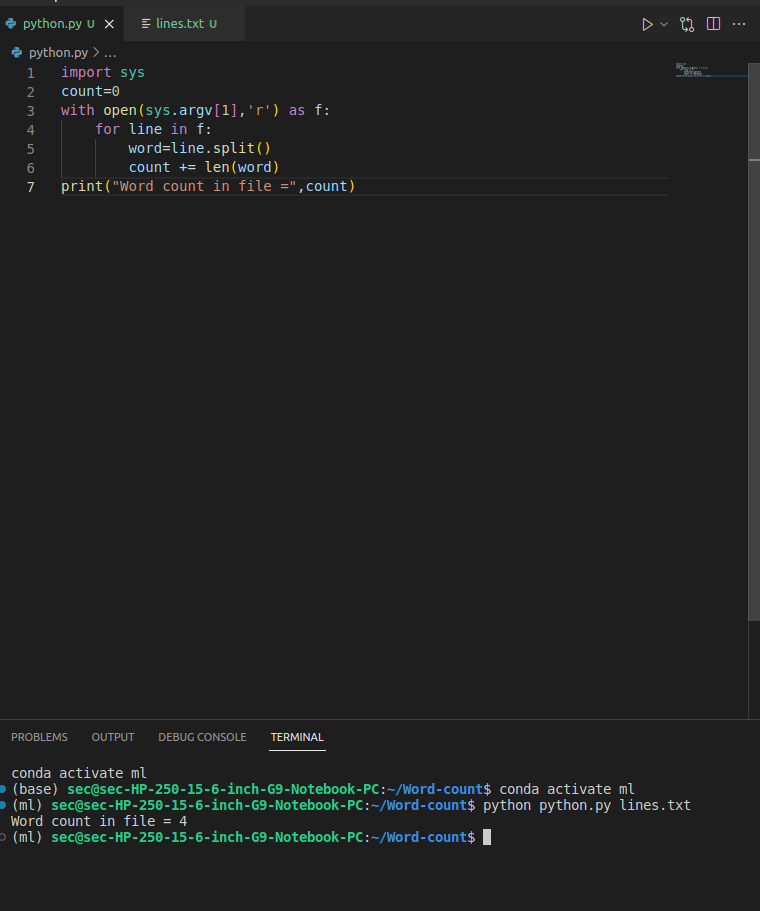 python.py U
lines.txt U
python.py > ...
1 import sys
2 count=0
3 with open(sys.argv[1],'r') as f:
4     for line in f:
5         word=line.split()
6         count += len(word)
7 print("Word count in file =",count)
PROBLEMS OUTPUT DEBUG CONSOLE TERMINAL
conda activate ml
(base) sec@sec-HP-250-15-6-inch-G9-Notebook-PC:~/Word-count$ conda activate ml
(ml) sec@sec-HP-250-15-6-inch-G9-Notebook-PC:~/Word-count$ python python.py lines.txt
Word count in file = 4
(ml) sec@sec-HP-250-15-6-inch-G9-Notebook-PC:~/Word-count$